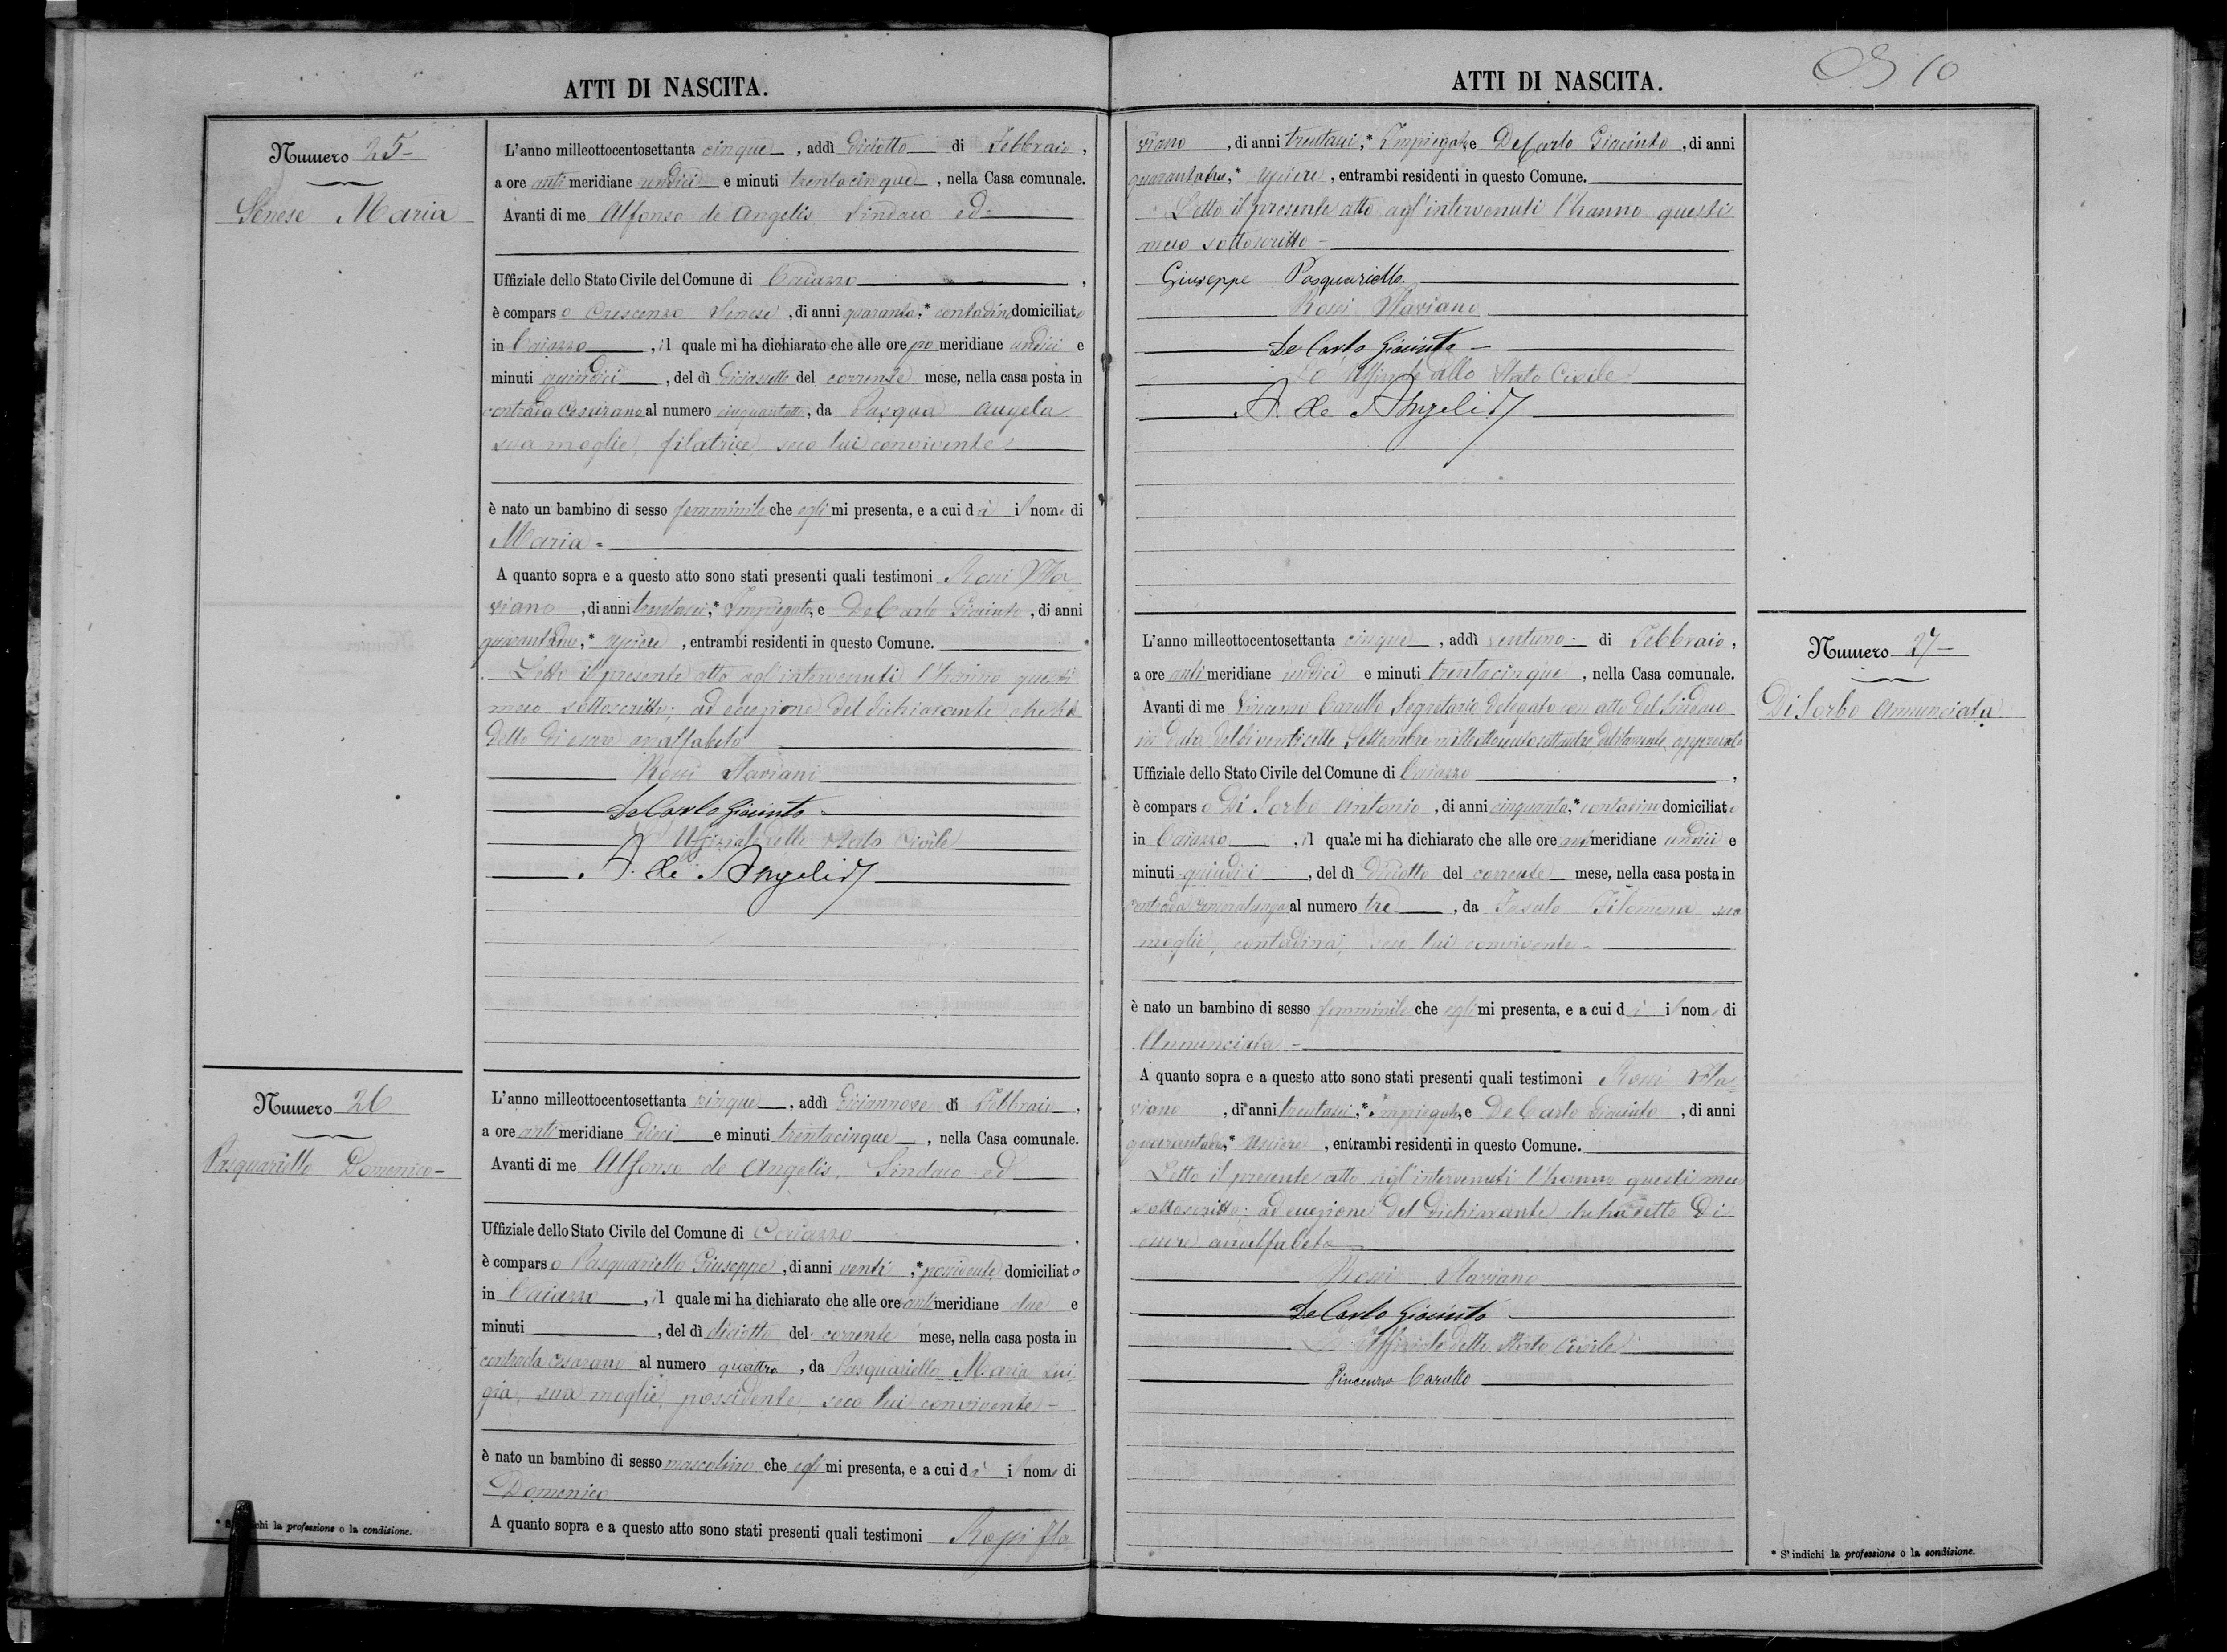 ATTI DI NASCITA.
Numero 25
Senese Maria
L'anno milleottocentosettanta cinque, addì diciotto di Febbraio,
a ore anti meridiane undici e minuti trentacinque, nella Casa comunale.
Avanti di me Alfonso de Angelis Sindaco ed
Uffiziale dello Stato Civile del Comune di Caiazzo,
è comparso Crescenzo Senese, di anni quaranta,* contadino domiciliato
in Caiazzo, il quale mi ha dichiarato che alle ore po meridiane undici e
minuti quindici, del dì diciassette del corrente mese, nella casa posta in
contrada Cesarano al numero cinquantotto, da Pasqua Angela
sua moglie, filatrice, seco lui convivente
è nato un bambino di sesso femminile che egli mi presenta, e a cui dà il nome di
Maria =
A quanto sopra e a questo atto sono stati presenti quali testimoni Rossi Fla
viano, di anni trentasei,* Impiegato, e De Carlo Giacinto, di anni
quarantadue,* Usciere, entrambi residenti in questo Comune.
Letto il presente atto agl'intervenuti l'hanno questi
meco sottoscritto; ad eccezione del dichiarante che ha
detto di essere analfabeto
Rossi Flaviani
De Carlo Giacinto
L'Uffiziale dello Stato Civile
A. de Angelis
Numero 26
Pasquariello Domenico-
L'anno milleottocentosettanta cinque, addì diciannove di Febbraio,
a ore anti meridiane dieci e minuti trentacinque, nella Casa comunale.
Avanti di me Alfonso de Angelis, Sindaco ed
Uffiziale dello Stato Civile del Comune di Caiazzo,
è comparso Pasquariello Giuseppe, di anni venti,* possidente domiciliato
in Caiazzo, il quale mi ha dichiarato che alle ore anti meridiane due e
minuti, del dì diciotto del corrente mese, nella casa posta in
contrada Cesarano al numero quattro, da Pasquariello Maria Lui
gia, sua moglie, possidente, seco lui convivente-
è nato un bambino di sesso mascolino che egli mi presenta, e a cui dà il nome di
Domenico
A quanto sopra e a questo atto sono stati presenti quali testimoni Rossi Fla
* S'indichi la professione o la condizione.
ATTI DI NASCITA.
10
viano, di anni trentasei,* Impiegato, e De Carlo Giacinto, di anni
quarantadue,* Usciere, entrambi residenti in questo Comune.
Letto il presente atto agl'intervenuti l'hanno questi
meco sottoscritto -
Giuseppe Pasquariello
Rossi Flaviano
De Carlo Giacinto -
Lo Uffiziale dello Stato Civile
A. de Angelis
Numero 27
Di Sorbo Annunciata
L'anno milleottocentosettanta cinque, addì ventuno di Febbraio,
a ore anti meridiane undici e minuti trentacinque, nella Casa comunale.
Avanti di me Vincenzo Carullo Segretario delegato con atto del Sindaco
in data del dì ventisette Settembre milleottocentosettantadue debitamente approvato
Uffiziale dello Stato Civile del Comune di Caiazzo,
è comparso Di Sorbo Antonio, di anni cinquanta,* contadino domiciliato
in Caiazzo, il quale mi ha dichiarato che alle ore anti meridiane undici e
minuti quindici, del dì diciotto del corrente mese, nella casa posta in
contrada al numero tre, da Fasulo Filomena sua
moglie, contadina, seco lui convivente -
è nato un bambino di sesso femminile che egli mi presenta, e a cui dà il nome di
Annunciata -
A quanto sopra e a questo atto sono stati presenti quali testimoni Rossi Fla
viano, di anni trentasei,* Impiegato, e De Carlo Giacinto, di anni
quarantadue,* Usciere, entrambi residenti in questo Comune.
Letto il presente atto agl'intervenuti l'hanno questi meco
sottoscritto; ad eccezione del dichiarante che ha detto di
essere analfabeto
Rossi Flaviano
De Carlo Giacinto
L'Uffiziale dello Stato Civile
Vincenzo Carullo
* S'indichi la professione o la condizione.